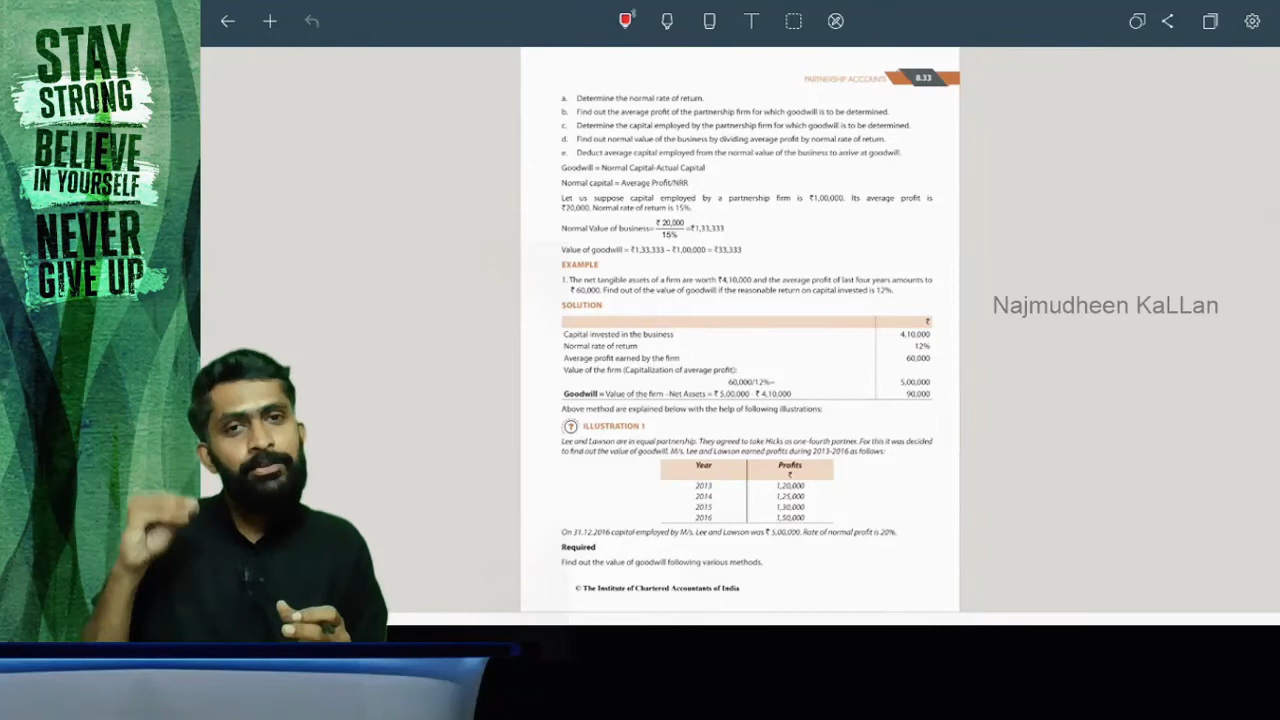 STAY
STRONG
BELIEVE
IN YOURSELF
NEVER
GIVE UP
PARTNERSHIP ACCOUNTS 8.33
a. Determine the normal rate of return.
b. Find out the average profit of the partnership firm for which goodwill is to be determined.
c. Determine the capital employed by the partnership firm for which goodwill is to be determined.
d. Find out normal value of the business by dividing average profit by normal rate of return.
e. Deduct average capital employed from the normal value of the business to arrive at goodwill.
Goodwill = Normal Capital-Actual Capital
Normal capital = Average Profit/NRR
Let us suppose capital employed by a partnership firm is ₹1,00,000. Its average profit is
₹20,000. Normal rate of return is 15%.
Normal Value of business= ₹ 20,000 / 15% =₹1,33,333
Value of goodwill = ₹1,33,333 – ₹1,00,000 = ₹33,333
EXAMPLE
1. The net tangible assets of a firm are worth ₹4,10,000 and the average profit of last four years amounts to
₹ 60,000. Find out of the value of goodwill if the reasonable return on capital invested is 12%.
SOLUTION
₹
Capital invested in the business 4,10,000
Normal rate of return 12%
Average profit earned by the firm 60,000
Value of the firm (Capitalization of average profit):
60,000/12%= 5,00,000
Goodwill = Value of the firm –Net Assets = ₹ 5,00,000 - ₹ 4,10,000 90,000
Above method are explained below with the help of following illustrations:
? ILLUSTRATION 1
Lee and Lawson are in equal partnership. They agreed to take Hicks as one-fourth partner. For this it was decided
to find out the value of goodwill. M/s. Lee and Lawson earned profits during 2013-2016 as follows:
Year Profits
₹
2013 1,20,000
2014 1,25,000
2015 1,30,000
2016 1,50,000
On 31.12.2016 capital employed by M/s. Lee and Lawson was ₹ 5,00,000. Rate of normal profit is 20%.
Required
Find out the value of goodwill following various methods.
© The Institute of Chartered Accountants of India
Najmudheen KaLLan